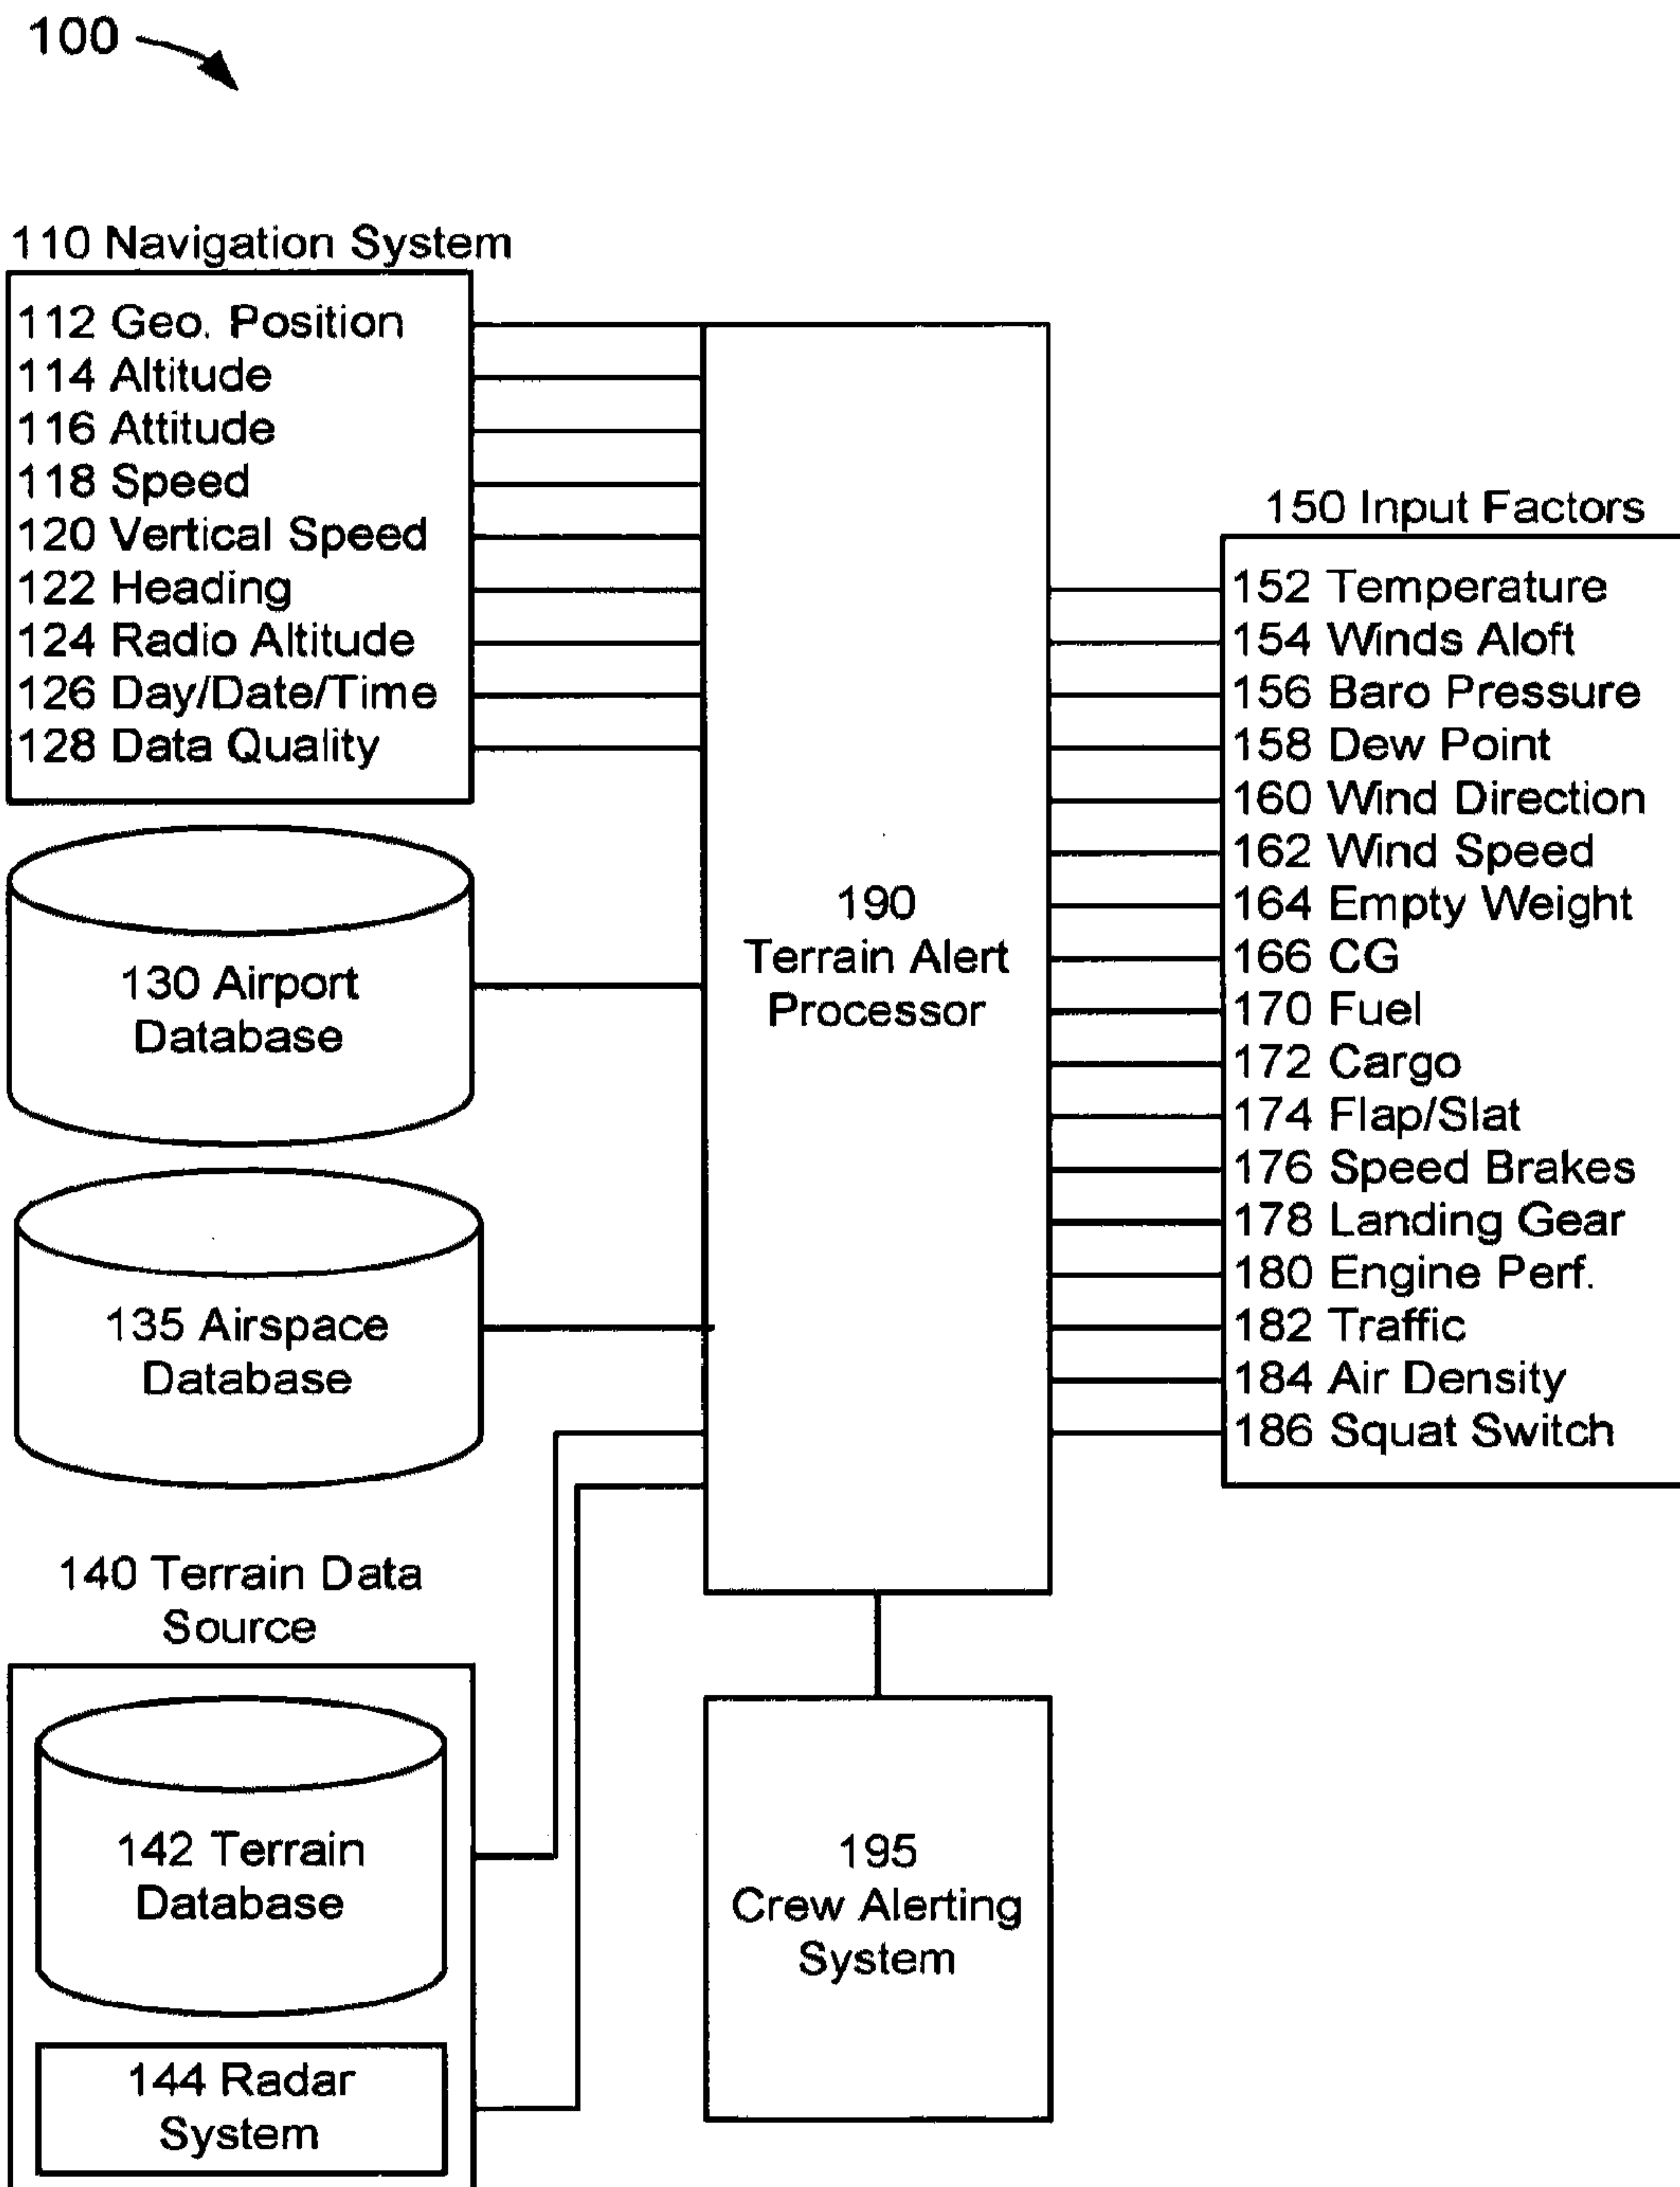 100
110 Navigation System
112 Geo. Position
114 Altitude
116 Attitude
118 Speed
120 Vertical Speed
122 Heading
124 Radio Altitude
126 Day/Date/Time
128 Data Quality
130 Airport
Database
135 Airspace
Database
140 Terrain Data
Source
142 Terrain
Database
144 Radar
System
190
Terrain Alert
Processor
195
Crew Alerting
System
150 Input Factors
152 Temperature
154 Winds Aloft
156 Baro Pressure
158 Dew Point
160 Wind Direction
162 Wind Speed
164 Empty Weight
166 CG
170 Fuel
172 Cargo
174 Flap/Slat
176 Speed Brakes
178 Landing Gear
180 Engine Perf.
182 Traffic
184 Air Density
186 Squat Switch